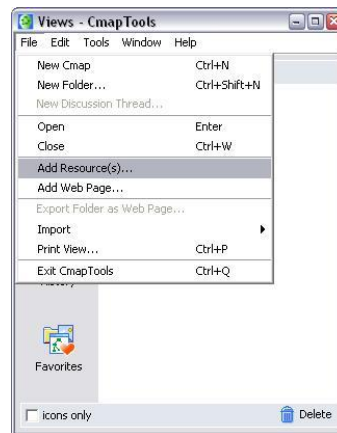 Views - CmapTools
File Edit Tools Window Help
New Cmap Ctrl+N
New Folder... Ctrl+Shift+N
New Discussion Thread...
Open Enter
Close Ctrl+W
Add Resource(s)...
Add Web Page...
Export Folder as Web Page...
Import
Print View... Ctrl+P
Exit CmapTools Ctrl+Q
History
Favorites
icons only Delete